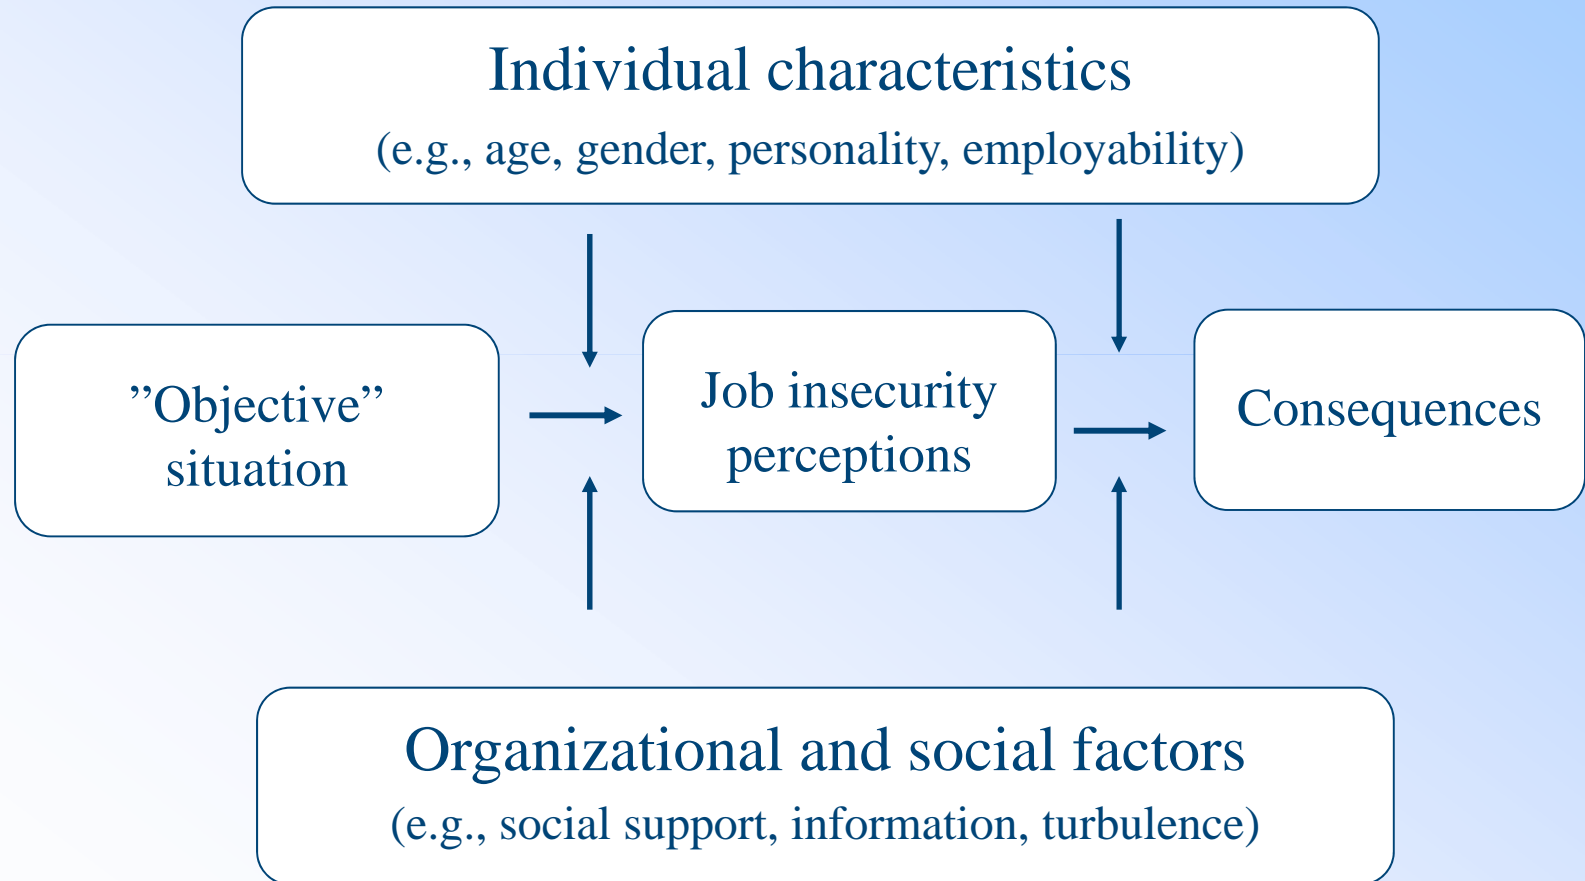 Individual characteristics
(e.g., age, gender, personality, employability)
”Objective”
situation
Job insecurity
perceptions
Consequences
Organizational and social factors
(e.g., social support, information, turbulence)